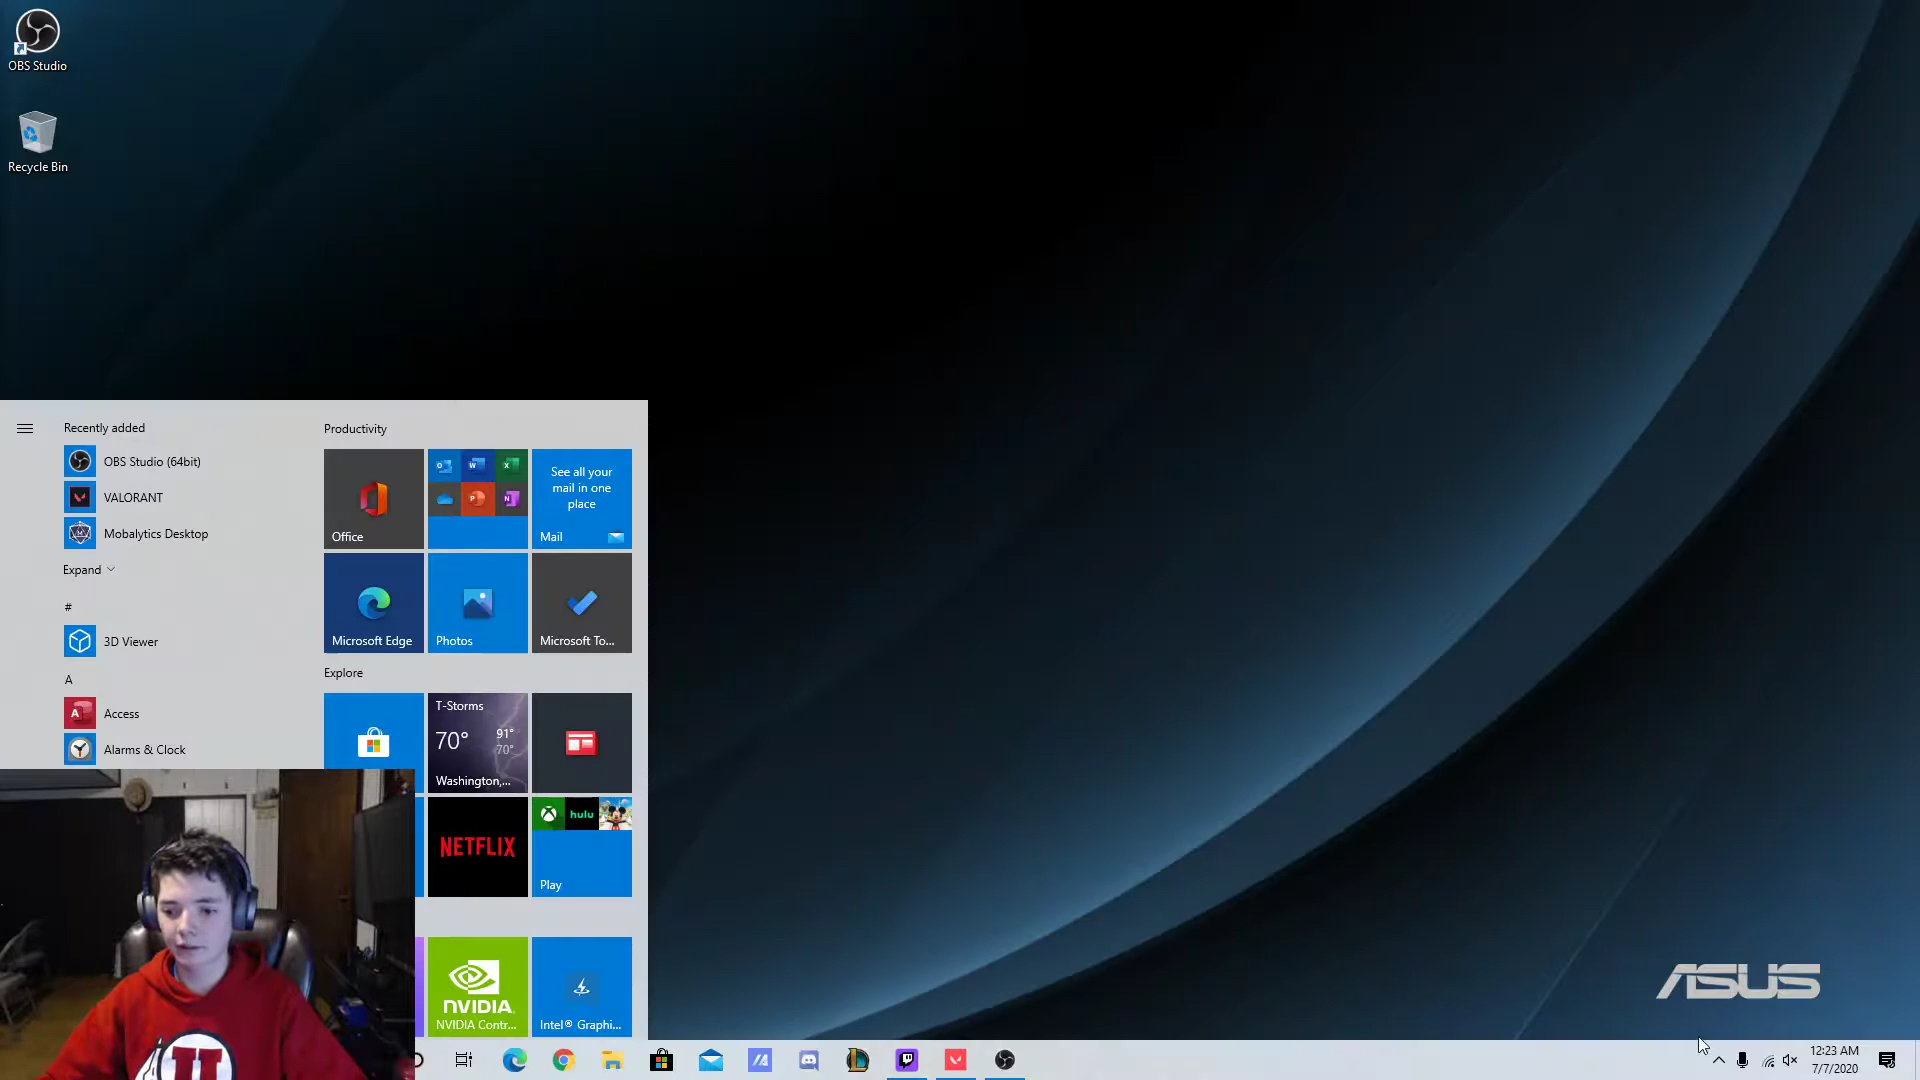 OBS Studio
Recycle Bin
Recently added
OBS Studio (64bit)
VALORANT
Mobalytics Desktop
Expand
#
3D Viewer
A
Access
Alarms & Clock
Productivity
Office
See all your
mail in one
place
Mail
Microsoft Edge
Photos
Microsoft To...
Explore
T-Storms
70°
91°
70°
Washington,...
NETFLIX
hulu
Play
NVIDIA
NVIDIA Contr...
Intel® Graphi...
ASUS
U
12:23 AM
7/7/2020